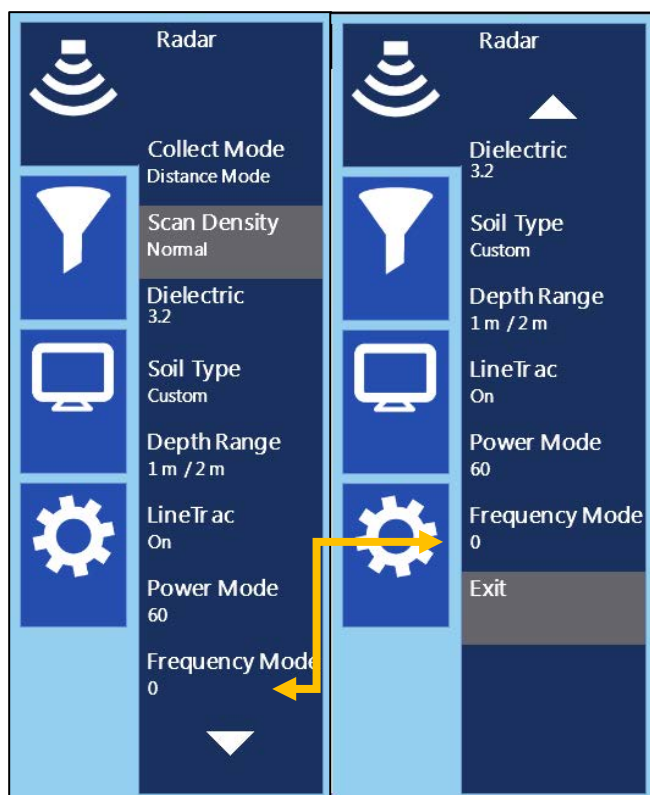 Radar
Collect Mode
Distance Mode
Scan Density
Normal
Dielectric
3.2
Soil Type
Custom
Depth Range
1 m / 2 m
LineTrac
On
Power Mode
60
Frequency Mode
0
Radar
Dielectric
3.2
Soil Type
Custom
Depth Range
1 m / 2 m
LineTrac
On
Power Mode
60
Frequency Mode
0
Exit